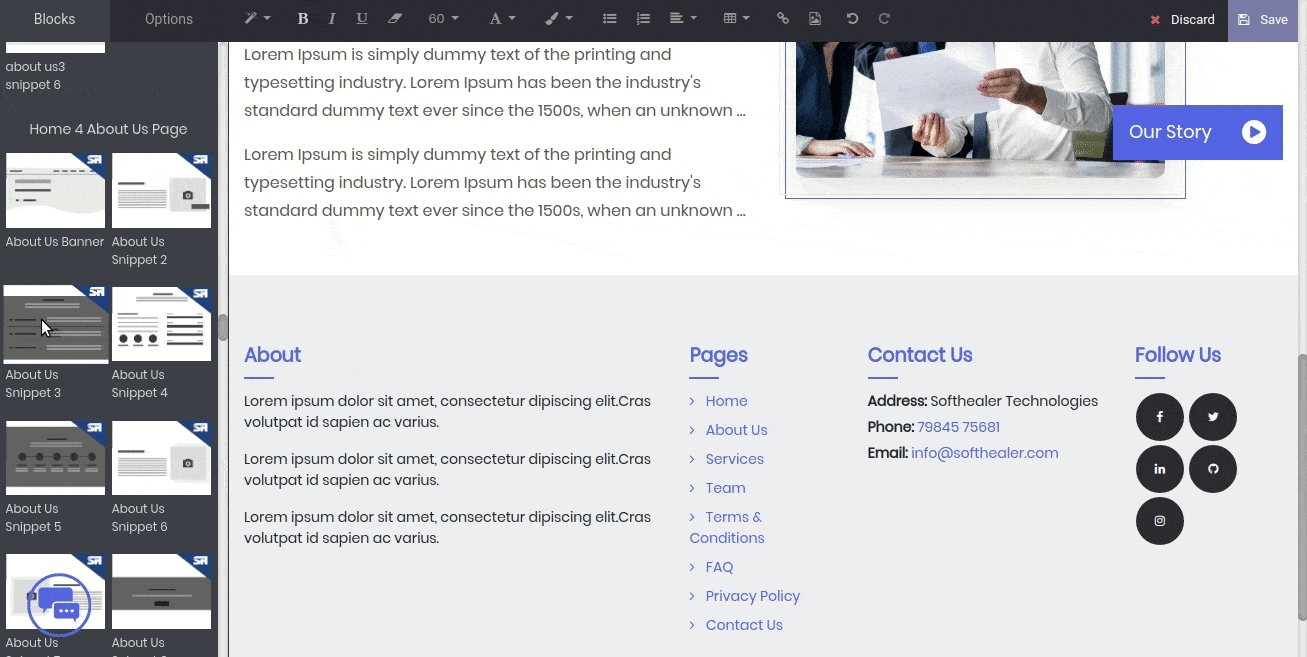 Blocks
Options
B
I
U
60
A
Discard
Save
about us3
snippet 6
Home 4 About Us Page
About Us Banner
About Us
Snippet 2
About Us
Snippet 3
About Us
Snippet 4
About Us
Snippet 5
About Us
Snippet 6
About Us
About Us
Lorem Ipsum is simply dummy text of the printing and
typesetting industry. Lorem Ipsum has been the industry's
standard dummy text ever since the 1500s, when an unknown ...
Lorem Ipsum is simply dummy text of the printing and
typesetting industry. Lorem Ipsum has been the industry's
standard dummy text ever since the 1500s, when an unknown ...
Our Story
About
Lorem ipsum dolor sit amet, consectetur dipiscing elit.Cras
volutpat id sapien ac varius.
Lorem ipsum dolor sit amet, consectetur dipiscing elit.Cras
volutpat id sapien ac varius.
Lorem ipsum dolor sit amet, consectetur dipiscing elit.Cras
volutpat id sapien ac varius.
Pages
Home
About Us
Services
Team
Terms &
Conditions
FAQ
Privacy Policy
Contact Us
Contact Us
Address: Softhealer Technologies
Phone: 79845 75681
Email: info@softhealer.com
Follow Us